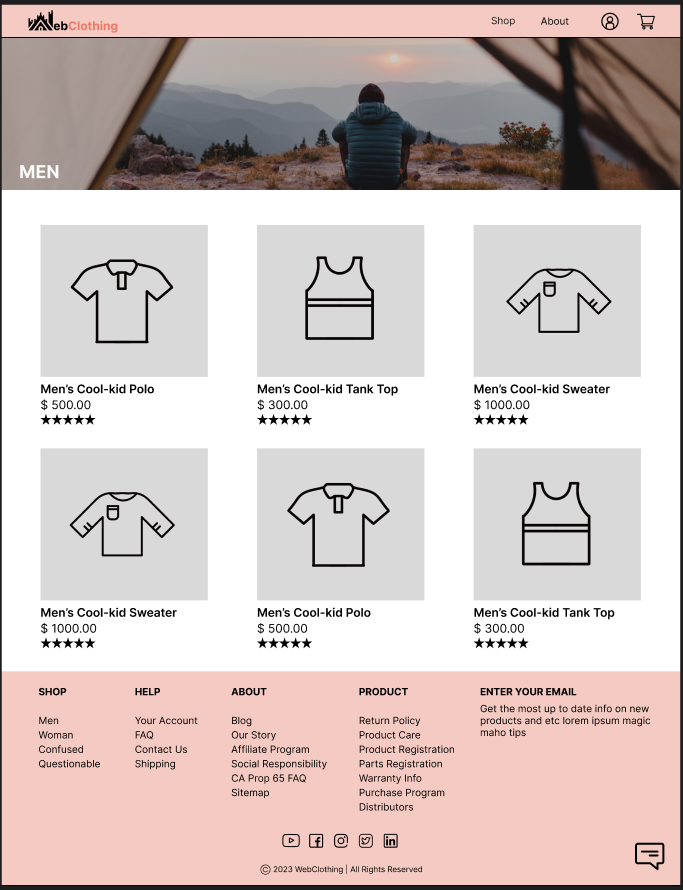 WebClothing
Shop
About
MEN
Men's Cool-kid Polo
$ 500.00
★★★★★
Men's Cool-kid Tank Top
$ 300.00
★★★★★
Men's Cool-kid Sweater
$ 1000.00
★★★★★
Men's Cool-kid Sweater
$ 1000.00
★★★★★
Men's Cool-kid Polo
$ 500.00
★★★★★
Men's Cool-kid Tank Top
$ 300.00
★★★★★
SHOP
Men
Woman
Confused
Questionable
HELP
Your Account
FAQ
Contact Us
Shipping
ABOUT
Blog
Our Story
Affiliate Program
Social Responsibility
CA Prop 65 FAQ
Sitemap
PRODUCT
Return Policy
Product Care
Product Registration
Parts Registration
Warranty Info
Purchase Program
Distributors
ENTER YOUR EMAIL
Get the most up to date info on new
products and etc lorem ipsum magic
maho tips
© 2023 WebClothing | All Rights Reserved